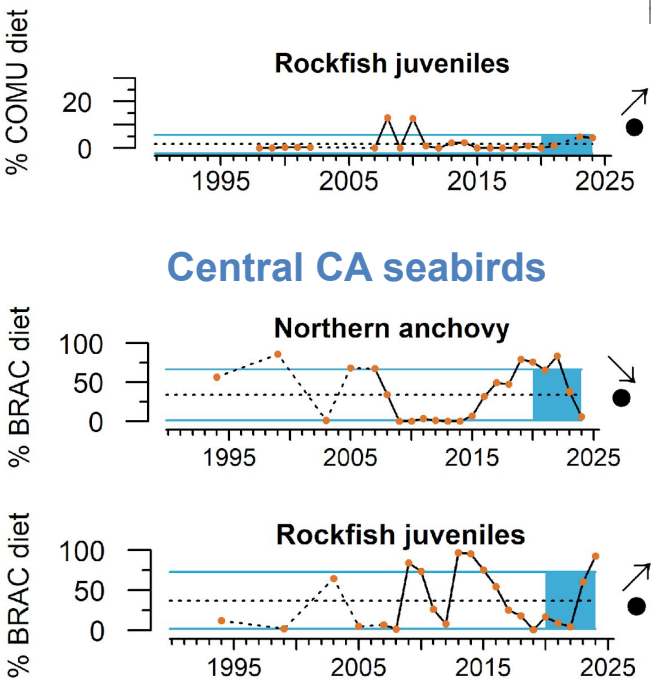 % COMU diet
Rockfish juveniles
20
0
1995 2005 2015 2025
Central CA seabirds
% BRAC diet
Northern anchovy
100
50
0
1995 2005 2015 2025
% BRAC diet
Rockfish juveniles
100
50
0
1995 2005 2015 2025